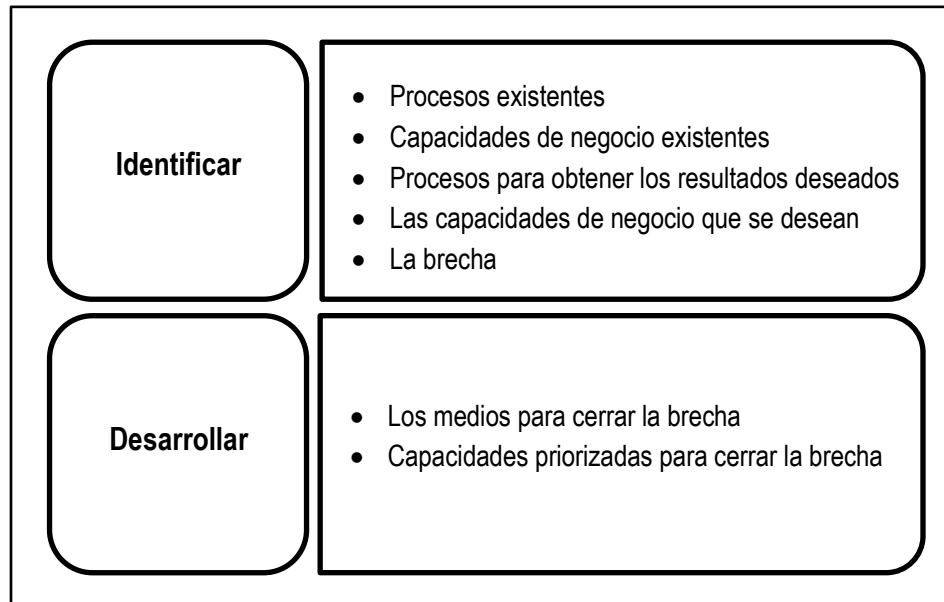 Identificar
• Procesos existentes
• Capacidades de negocio existentes
• Procesos para obtener los resultados deseados
• Las capacidades de negocio que se desean
• La brecha
Desarrollar
• Los medios para cerrar la brecha
• Capacidades priorizadas para cerrar la brecha